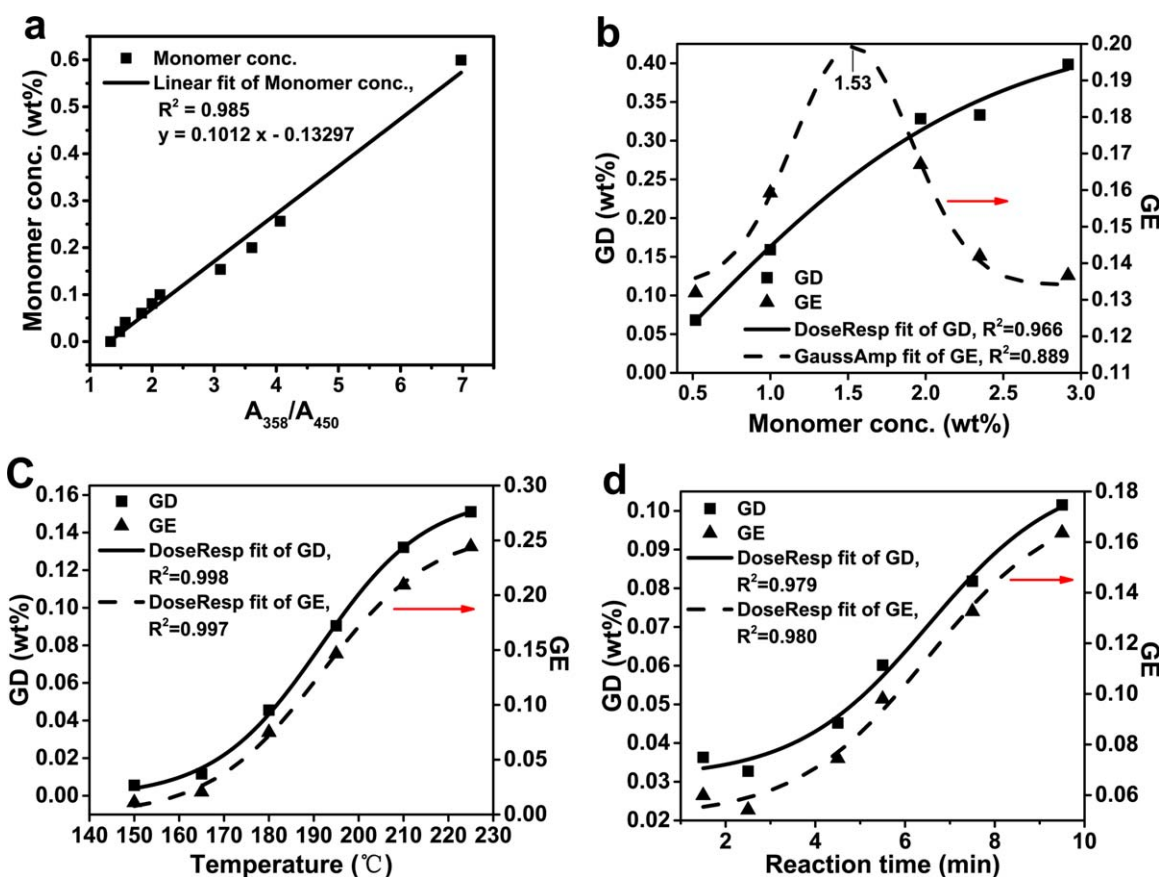 a
Monomer conc. (wt%)
0.6
0.5
0.4
0.3
0.2
0.1
0.0
Monomer conc.
Linear fit of Monomer conc.,
R² = 0.985
y = 0.1012 x - 0.13297
1 2 3 4 5 6 7
A₃₅₈/A₄₅₀
b
GD (wt%)
0.40
0.35
0.30
0.25
0.20
0.15
0.10
0.05
0.00
1.53
GD
GE
DoseResp fit of GD, R²=0.966
GaussAmp fit of GE, R²=0.889
0.20
0.19
0.18
0.17
0.16
0.15
0.14
0.13
0.12
0.11
GE
0.5 1.0 1.5 2.0 2.5 3.0
Monomer conc. (wt%)
C
GD (wt%)
0.16
0.14
0.12
0.10
0.08
0.06
0.04
0.02
0.00
GD
GE
DoseResp fit of GD,
R²=0.998
DoseResp fit of GE,
R²=0.997
0.30
0.25
0.20
0.15
0.10
0.05
0.00
GE
140 150 160 170 180 190 200 210 220 230
Temperature (℃)
d
GD (wt%)
0.10
0.09
0.08
0.07
0.06
0.05
0.04
0.03
0.02
GD
GE
DoseResp fit of GD,
R²=0.979
DoseResp fit of GE,
R²=0.980
0.18
0.16
0.14
0.12
0.10
0.08
0.06
GE
2 4 6 8 10
Reaction time (min)